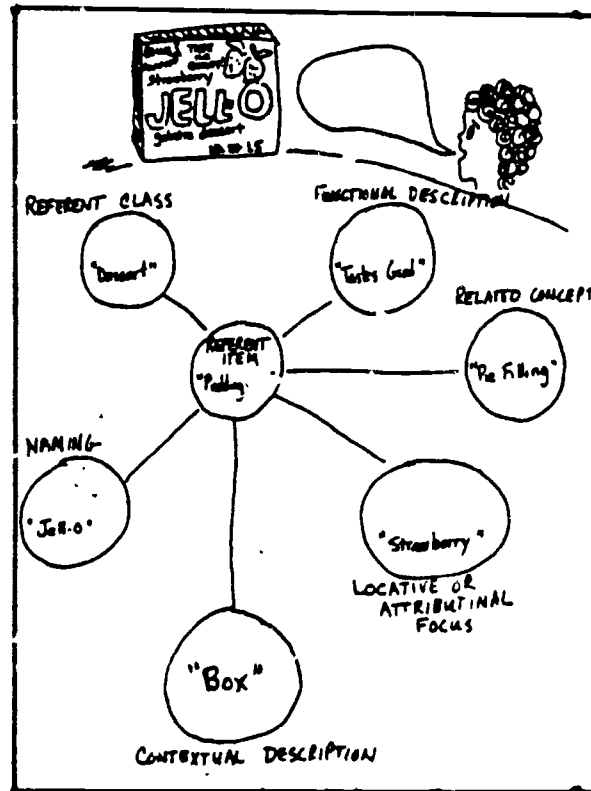 Strawberry
JELL-O
gelatin dessert
REFERENT CLASS
FUNCTIONAL DESCRIPTION
"Dessert"
"Tastes Good"
RELATED CONCEPT
REFERENT
ITEM
"Pudding"
"Pie Filling"
NAMING
"Jell-o"
"Strawberry"
LOCATIVE OR
ATTRIBUTINAL
FOCUS
"Box"
CONTEXTUAL DESCRIPTION